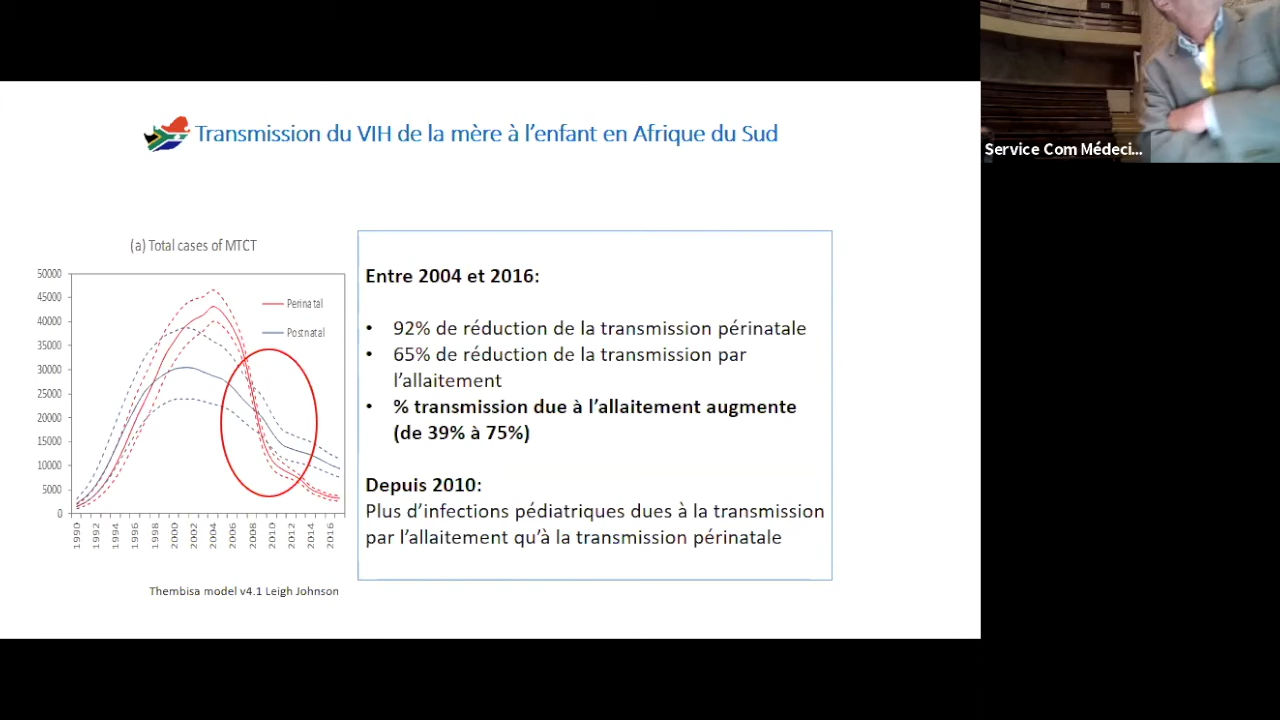 Transmission du VIH de la mère à l’enfant en Afrique du Sud
Service Com Médeci...
(a) Total cases of MTCT
50000
45000
40000
35000
30000
25000
20000
15000
10000
5000
0
Perinatal
Postnatal
1990
1992
1994
1996
1998
2000
2002
2004
2006
2008
2010
2012
2014
2016
Thembisa model v4.1 Leigh Johnson
Entre 2004 et 2016:
• 92% de réduction de la transmission périnatale
• 65% de réduction de la transmission par
l’allaitement
• % transmission due à l’allaitement augmente
(de 39% à 75%)
Depuis 2010:
Plus d’infections pédiatriques dues à la transmission
par l’allaitement qu’à la transmission périnatale